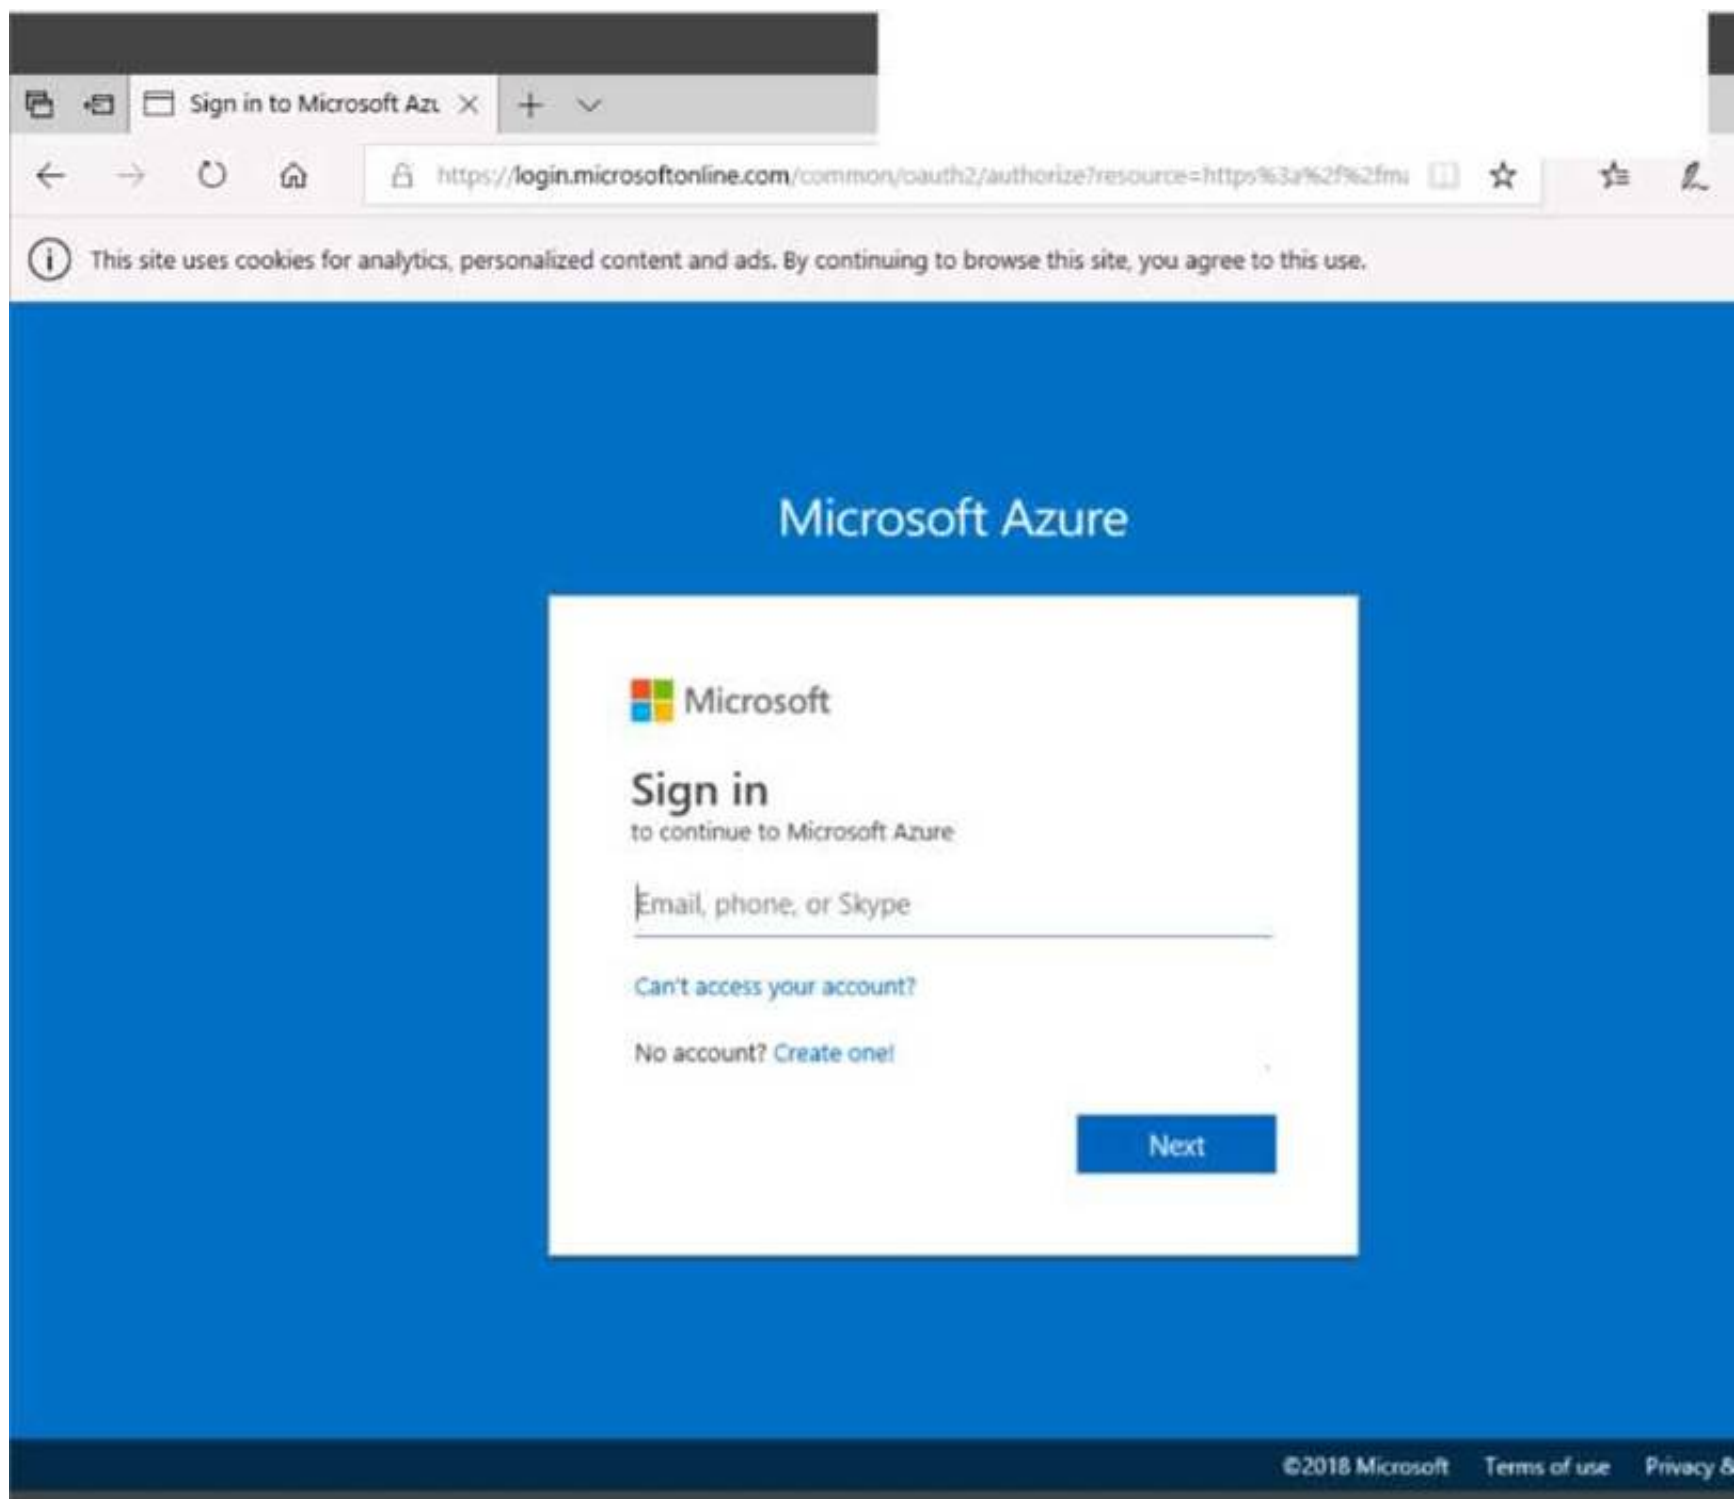 Sign in to Microsoft Azu
https://login.microsoftonline.com/common/oauth2/authorize?resource=https%3a%2f%2fma
This site uses cookies for analytics, personalized content and ads. By continuing to browse this site, you agree to this use.
Microsoft Azure
Microsoft
Sign in
to continue to Microsoft Azure
Email, phone, or Skype
Can't access your account?
No account? Create one!
Next
©2018 Microsoft Terms of use Privacy &